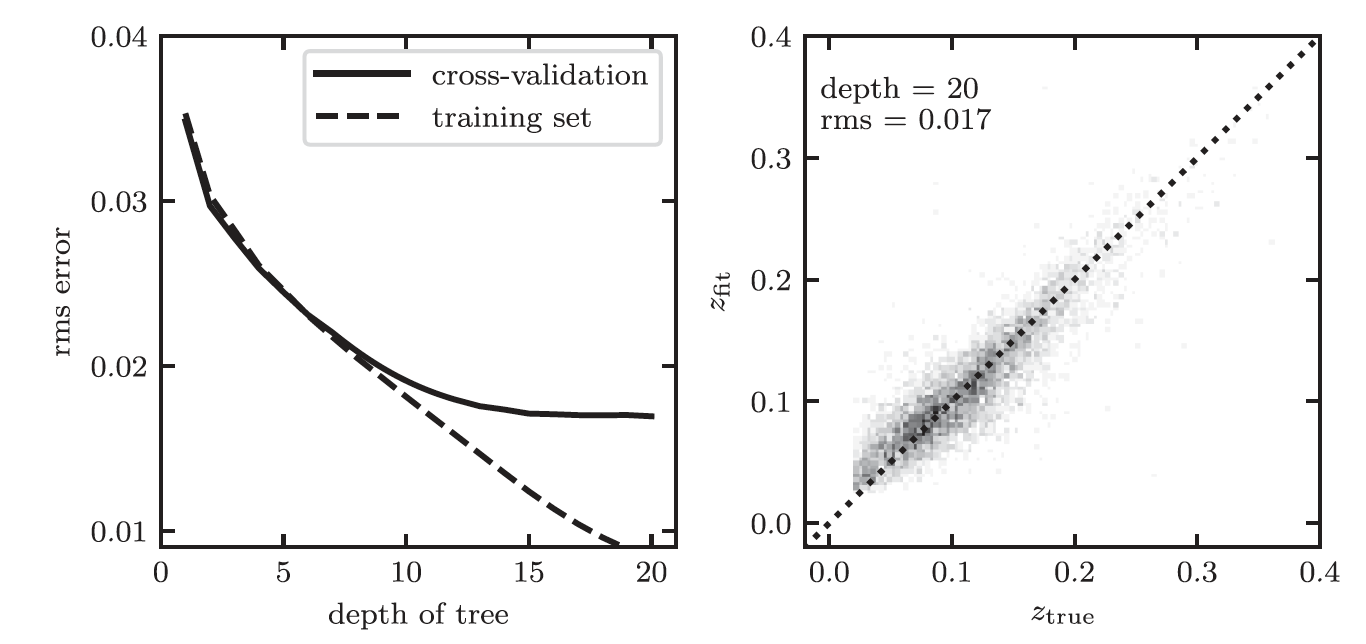 0.04
0.03
0.02
0.01
rms error
0 5 10 15 20
depth of tree
cross-validation
training set
0.4
0.3
0.2
0.1
0.0
z_fit
0.0 0.1 0.2 0.3 0.4
z_true
depth = 20
rms = 0.017